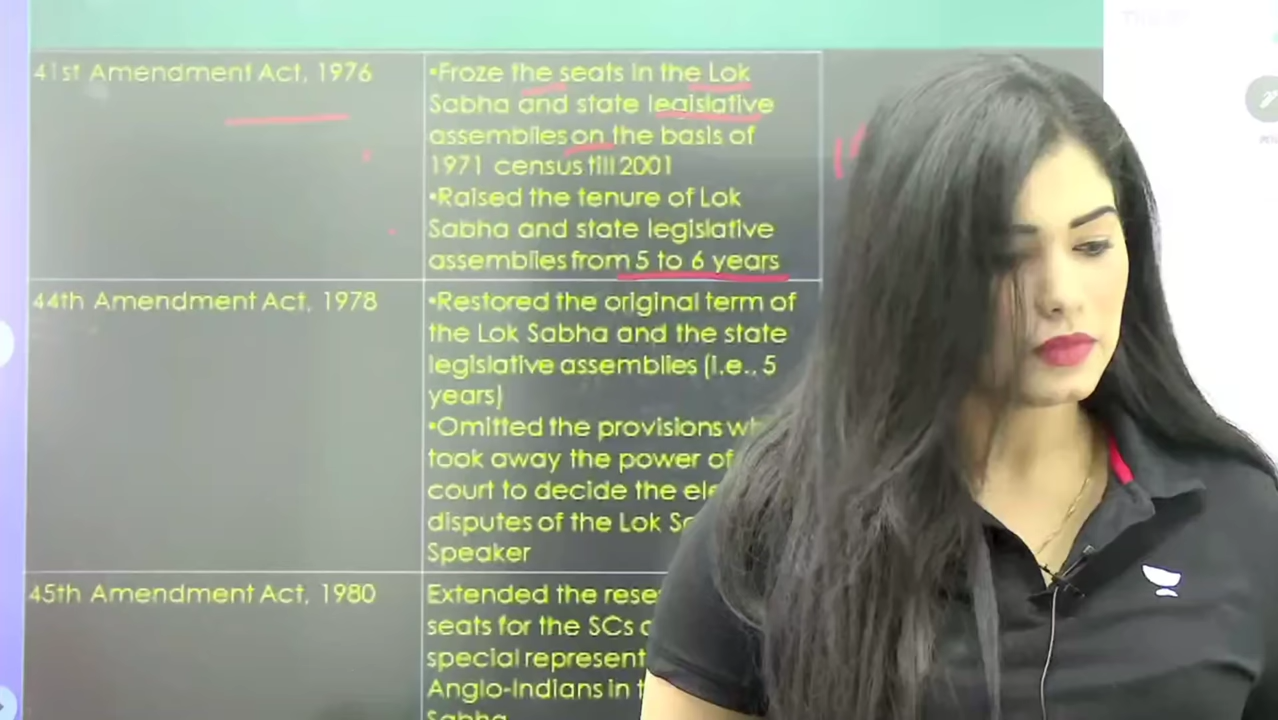 41st Amendment Act, 1976
•Froze the seats in the Lok
Sabha and state legislative
assemblies on the basis of
1971 census till 2001
•Raised the tenure of Lok
Sabha and state legislative
assemblies from 5 to 6 years
44th Amendment Act, 1978
•Restored the original term of
the Lok Sabha and the state
legislative assemblies (i.e., 5
years)
•Omitted the provisions
took away the power of
court to decide the
disputes of the Lok
Speaker
45th Amendment Act, 1980
Extended the
seats for the SCs
special
Anglo-Indians in
Sabha